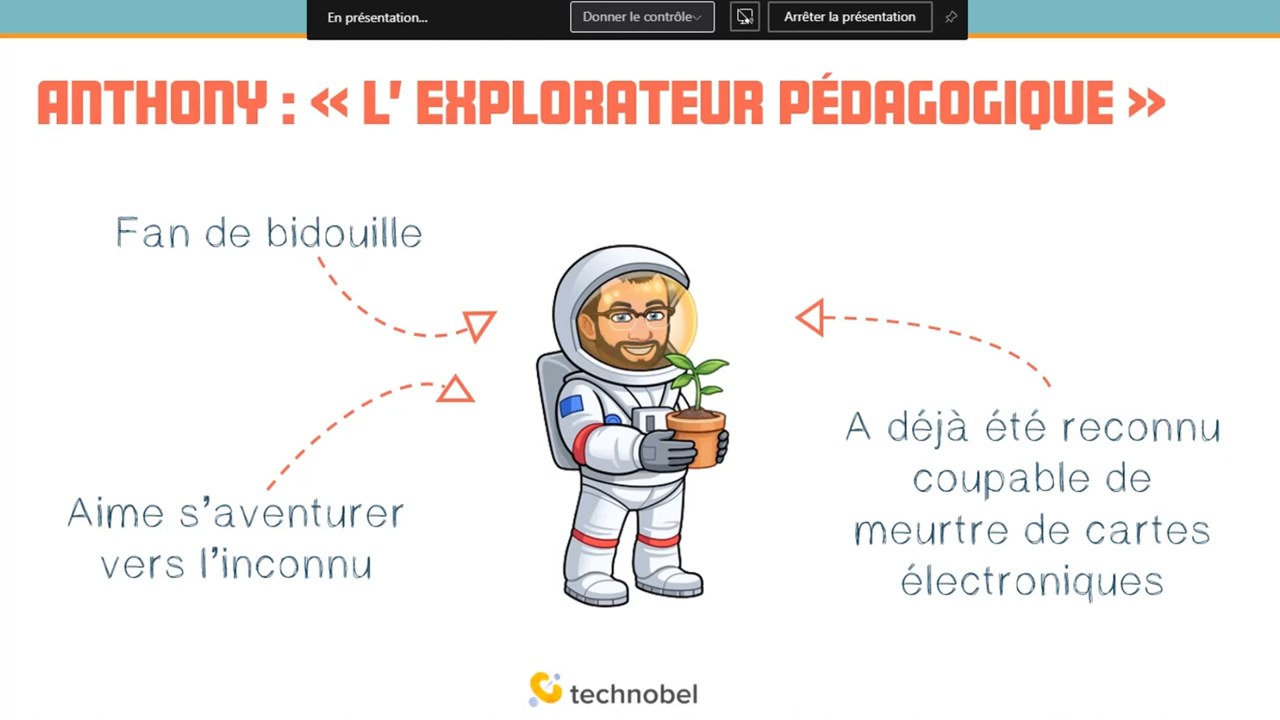 En présentation...
Donner le contrôle
Arrêter la présentation
ANTHONY : « L' EXPLORATEUR PÉDAGOGIQUE »
Fan de bidouille
Aime s'aventurer
vers l'inconnu
A déjà été reconnu
coupable de
meurtre de cartes
électroniques
technobel